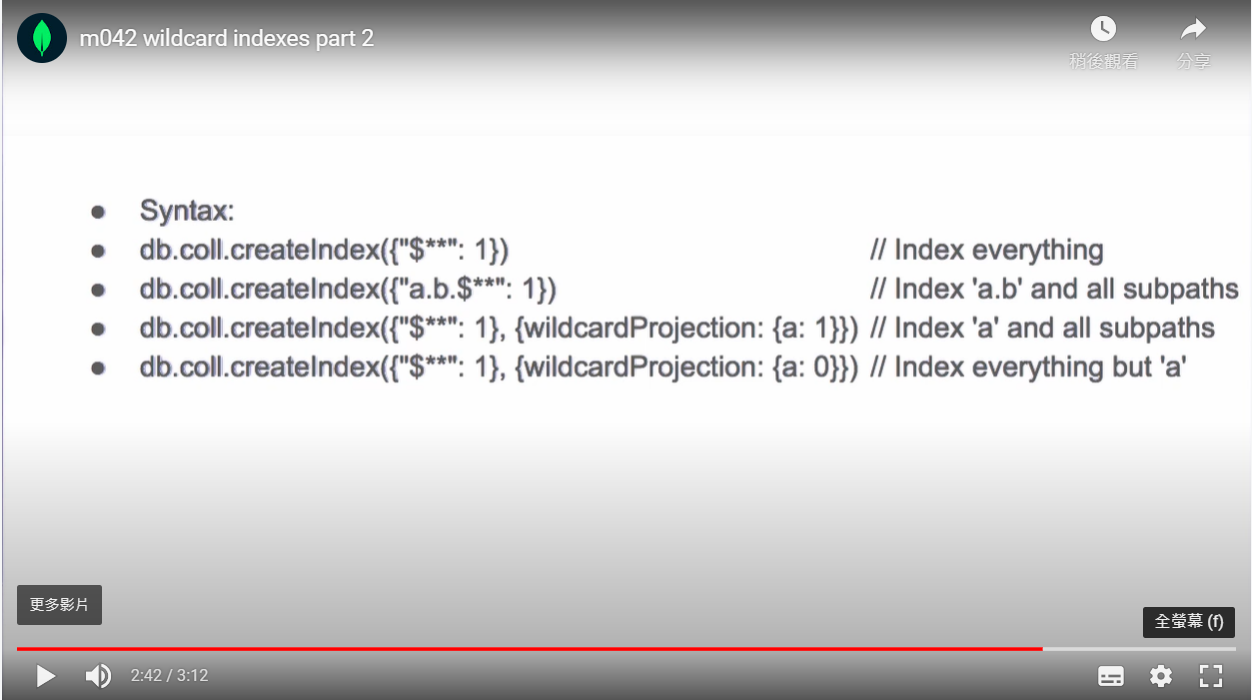 m042 wildcard indexes part 2
稍後觀看
分享
● Syntax:
● db.coll.createIndex({"$**": 1}) // Index everything
● db.coll.createIndex({"a.b.$**": 1}) // Index 'a.b' and all subpaths
● db.coll.createIndex({"$**": 1}, {wildcardProjection: {a: 1}}) // Index 'a' and all subpaths
● db.coll.createIndex({"$**": 1}, {wildcardProjection: {a: 0}}) // Index everything but 'a'
更多影片
全螢幕 (f)
2:42 / 3:12